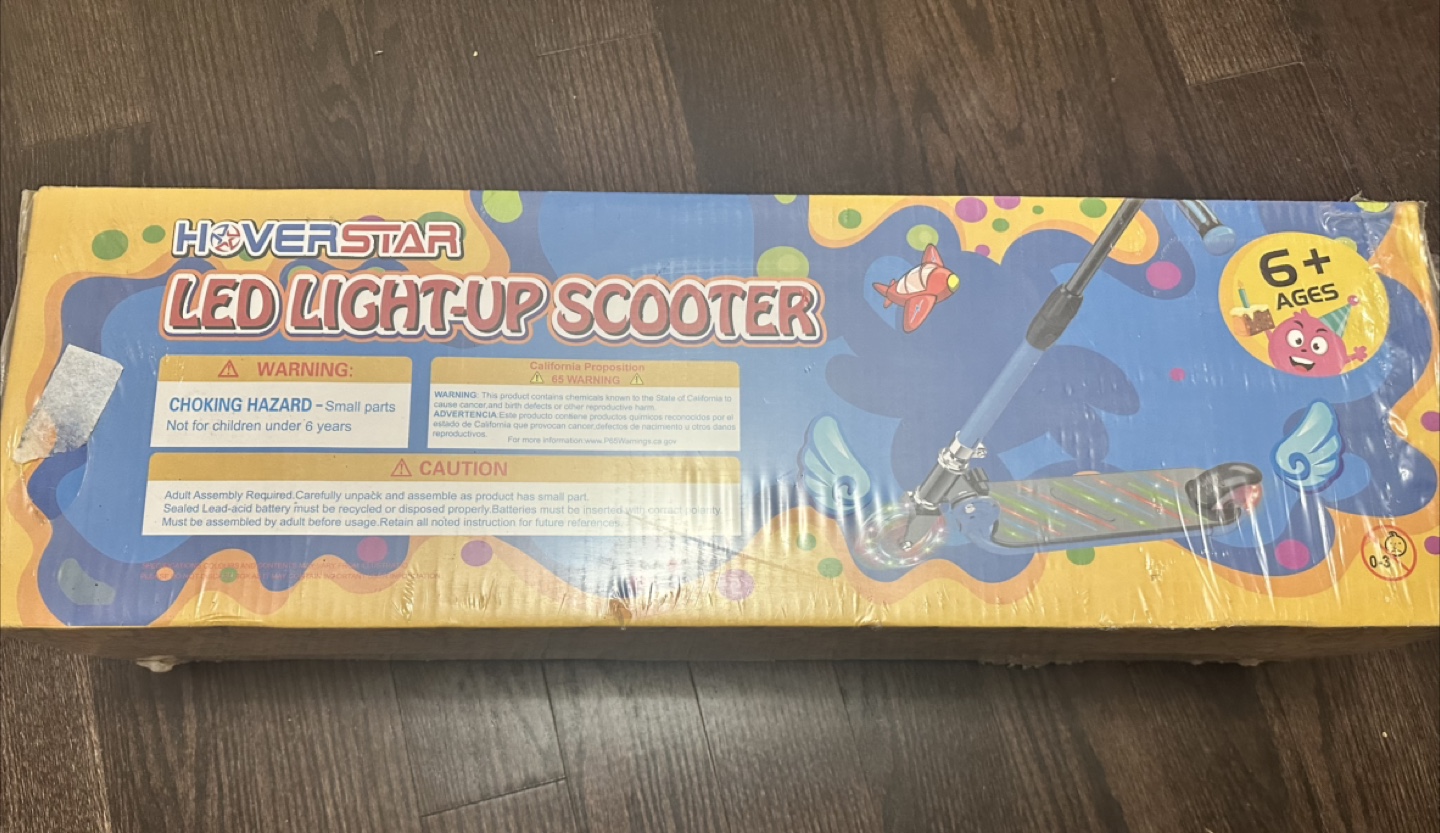 HOVERSTAR
LED LIGHT-UP SCOOTER
6+
AGES
WARNING:
CHOKING HAZARD – Small parts
Not for children under 6 years
California Proposition
65 WARNING
WARNING: This product contains chemicals known to the State of California to
cause cancer,and birth defects or other reproductive harm.
ADVERTENCIA:Este producto contiene productos quimicos reconocidos por el
estado de California que provocan cancer,defectos de nacimiento u otros danos
reproductivos.
For more information:www.P65Warnings.ca.gov
CAUTION
Adult Assembly Required.Carefully unpack and assemble as product has small part.
Sealed Lead-acid battery must be recycled or disposed properly.Batteries must be inserted with correct polarity.
Must be assembled by adult before usage.Retain all noted instruction for future references.
0-3